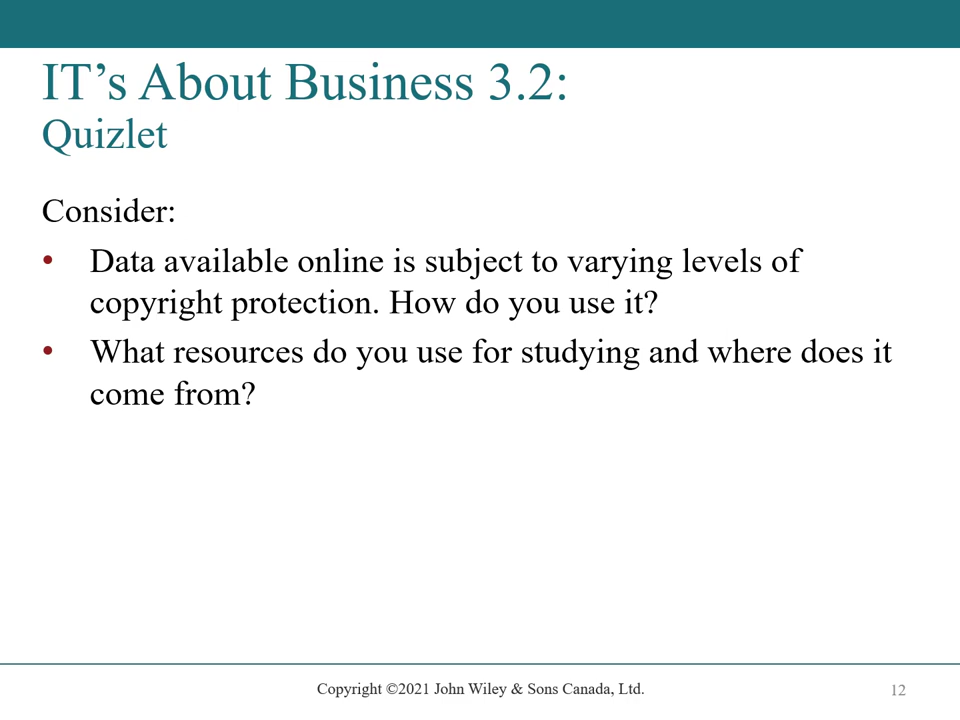 IT’s About Business 3.2:
Quizlet
Consider:
• Data available online is subject to varying levels of
copyright protection. How do you use it?
• What resources do you use for studying and where does it
come from?
Copyright ©2021 John Wiley & Sons Canada, Ltd.
12